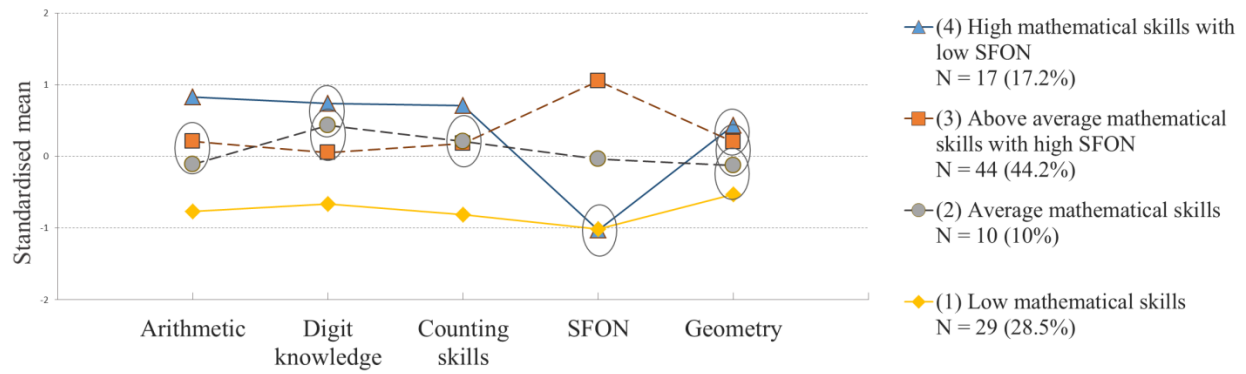 Standardised mean
2
1
0
-1
-2
Arithmetic
Digit
knowledge
Counting
skills
SFON
Geometry
(4) High mathematical skills with
low SFON
N = 17 (17.2%)
(3) Above average mathematical
skills with high SFON
N = 44 (44.2%)
(2) Average mathematical skills
N = 10 (10%)
(1) Low mathematical skills
N = 29 (28.5%)